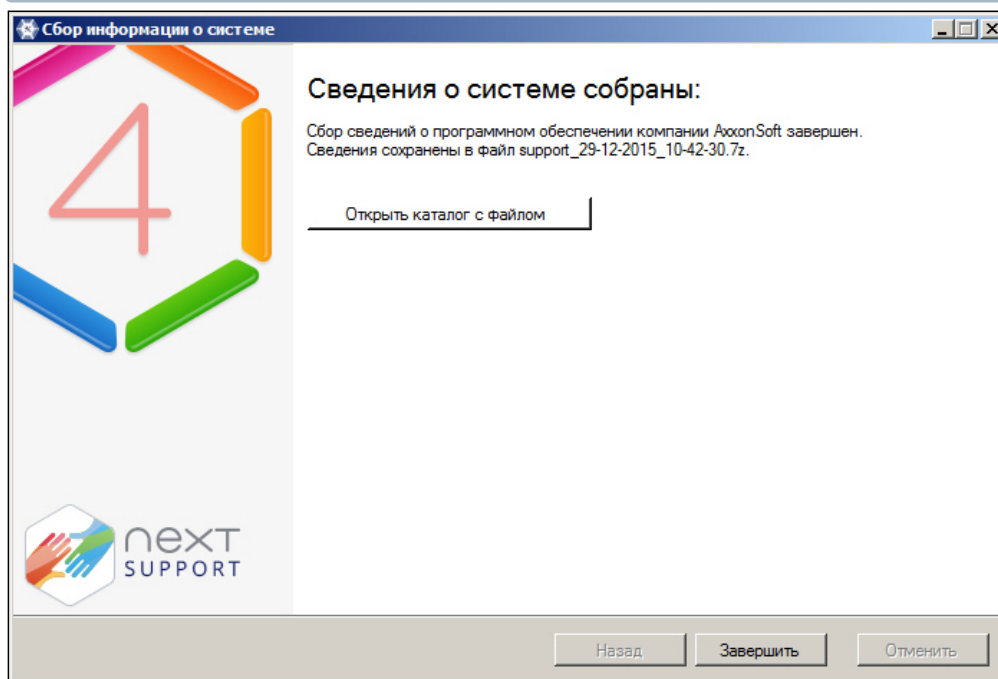 Сбор информации о системе
4
Сведения о системе собраны:
Сбор сведений о программном обеспечении компании AxxonSoft завершен.
Сведения сохранены в файл support_29-12-2015_10-42-30.7z.
Открыть каталог с файлом
next
SUPPORT
Назад
Завершить
Отменить